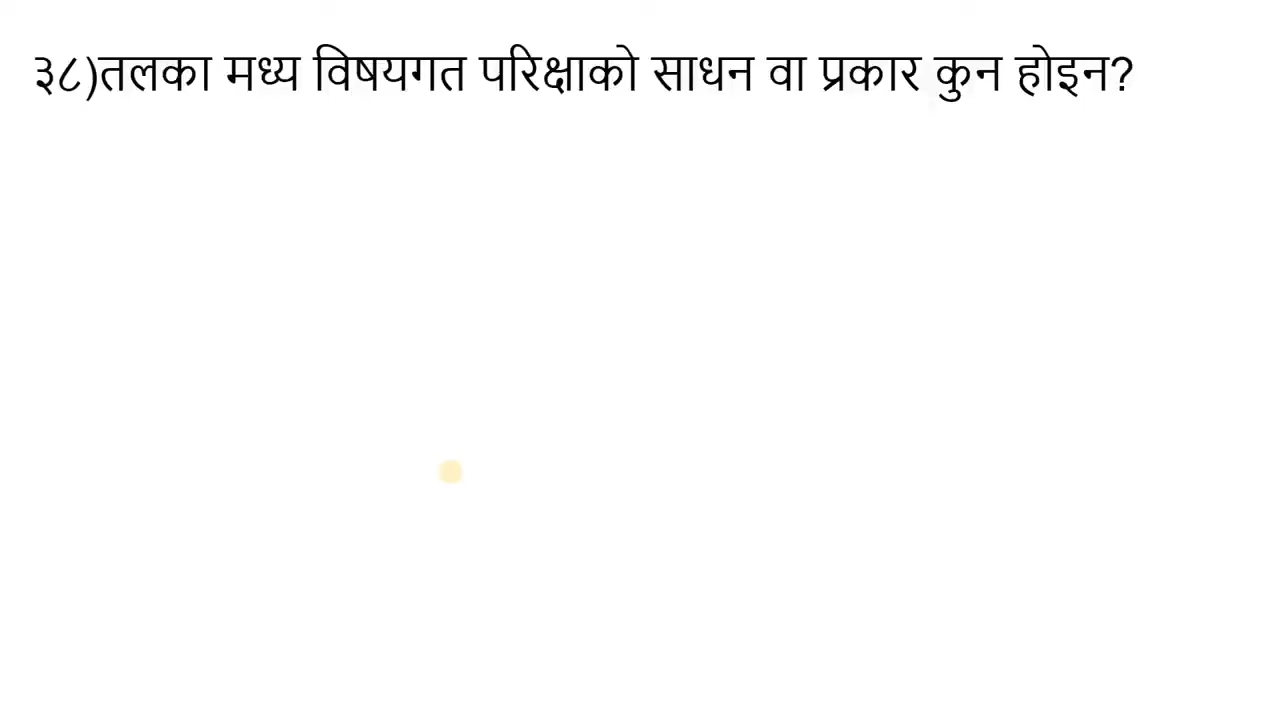 ३८)तलका मध्य विषयगत परिक्षाको साधन वा प्रकार कुन होइन?